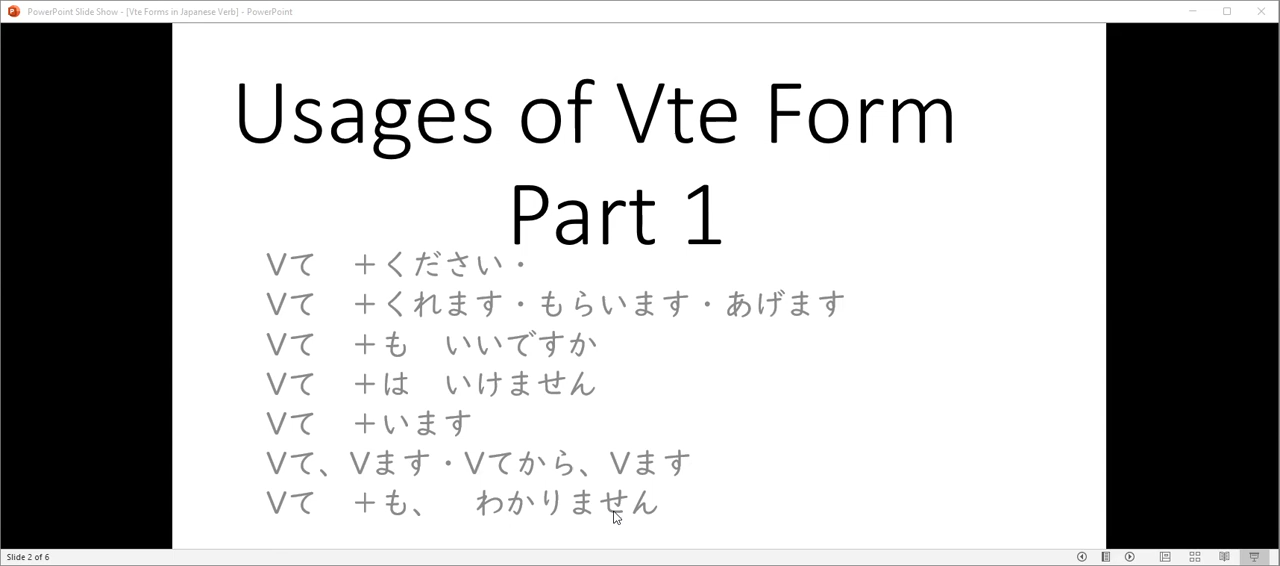 PowerPoint Slide Show - [Vte Forms in Japanese Verb] - PowerPoint
Usages of Vte Form
Part 1
Vて　＋ください・
Vて　＋くれます・もらいます・あげます
Vて　＋も　いいですか
Vて　＋は　いけません
Vて　＋います
Vて、Vます・Vてから、Vます
Vて　＋も、　わかりません
Slide 2 of 6